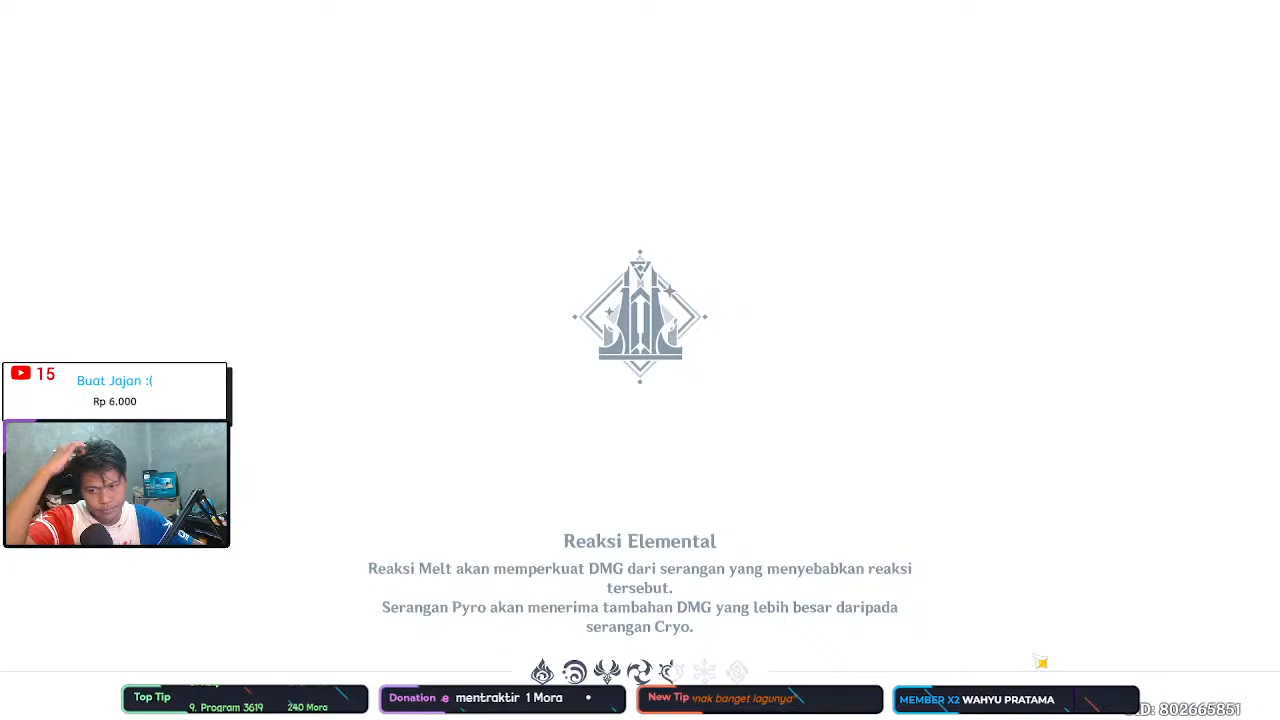 15
Buat Jajan :(
Rp 6.000
Reaksi Elemental
Reaksi Melt akan memperkuat DMG dari serangan yang menyebabkan reaksi
tersebut.
Serangan Pyro akan menerima tambahan DMG yang lebih besar daripada
serangan Cryo.
Top Tip
9. Program 3619 240 Mora
Donation e mentraktir 1 Mora •
New Tip nak banget lagunya"
MEMBER X2 WAHYU PRATAMA
ID: 802665851